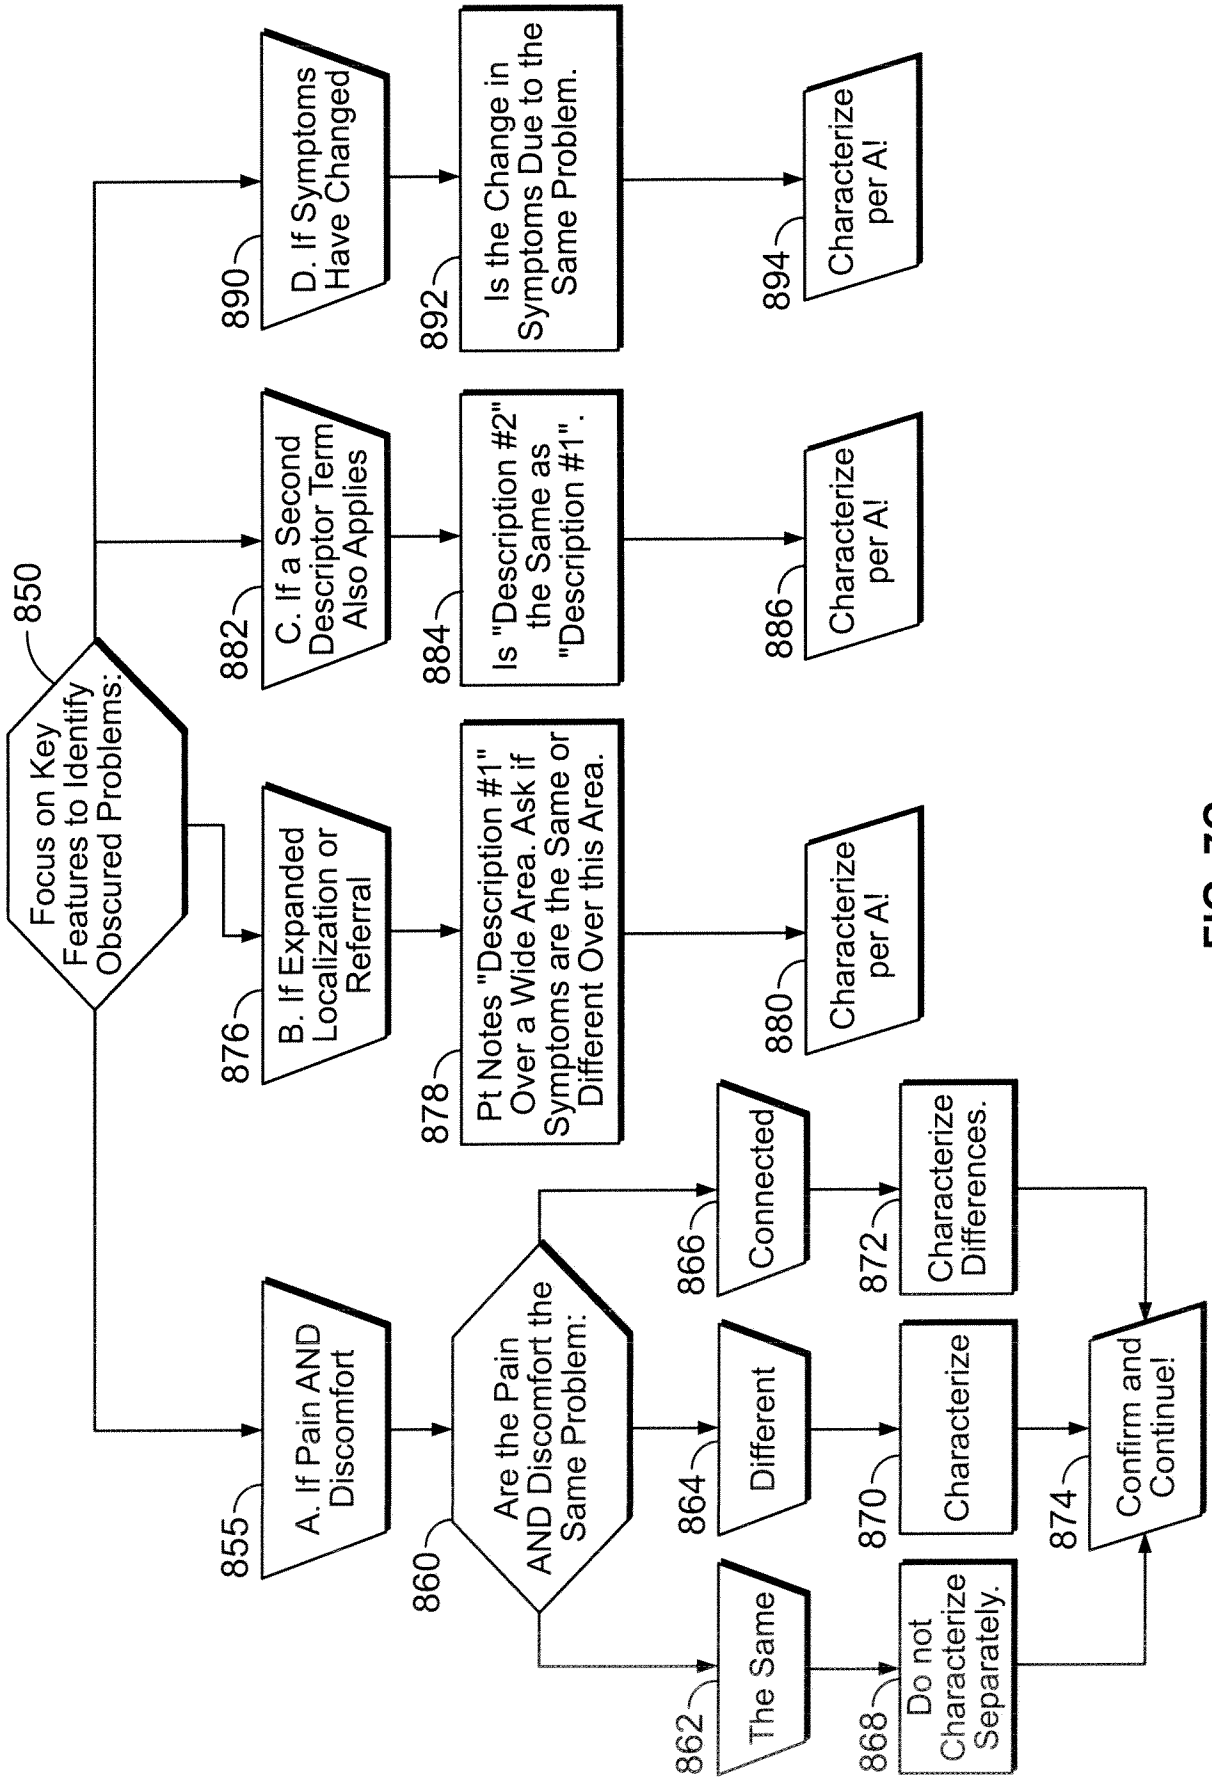 850
Focus on Key
Features to Identify
Obscured Problems:
855
A. If Pain AND
Discomfort
860
Are the Pain
AND Discomfort the
Same Problem:
862
The Same
864
Different
866
Connected
868
Do not
Characterize
Separately.
870
Characterize
872
Characterize
Differences.
874
Confirm and
Continue!
876
B. If Expanded
Localization or
Referral
878
Pt Notes "Description #1"
Over a Wide Area. Ask if
Symptoms are the Same or
Different Over this Area.
880
Characterize
per A!
882
C. If a Second
Descriptor Term
Also Applies
884
Is "Description #2"
the Same as
"Description #1".
886
Characterize
per A!
890
D. If Symptoms
Have Changed
892
Is the Change in
Symptoms Due to the
Same Problem.
894
Characterize
per A!